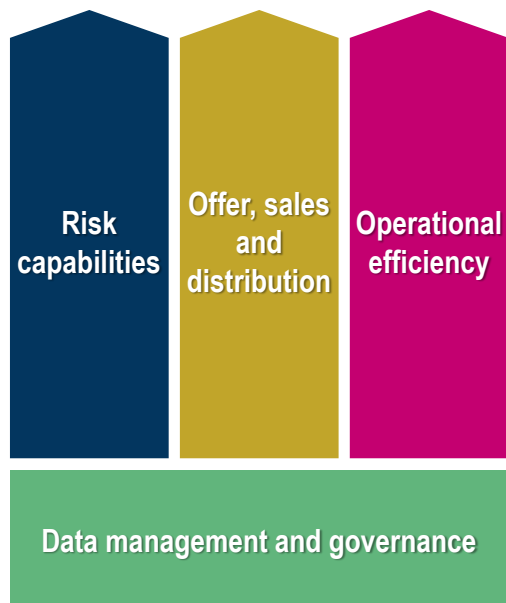 Risk
capabilities
Offer, sales
and
distribution
Operational
efficiency
Data management and governance